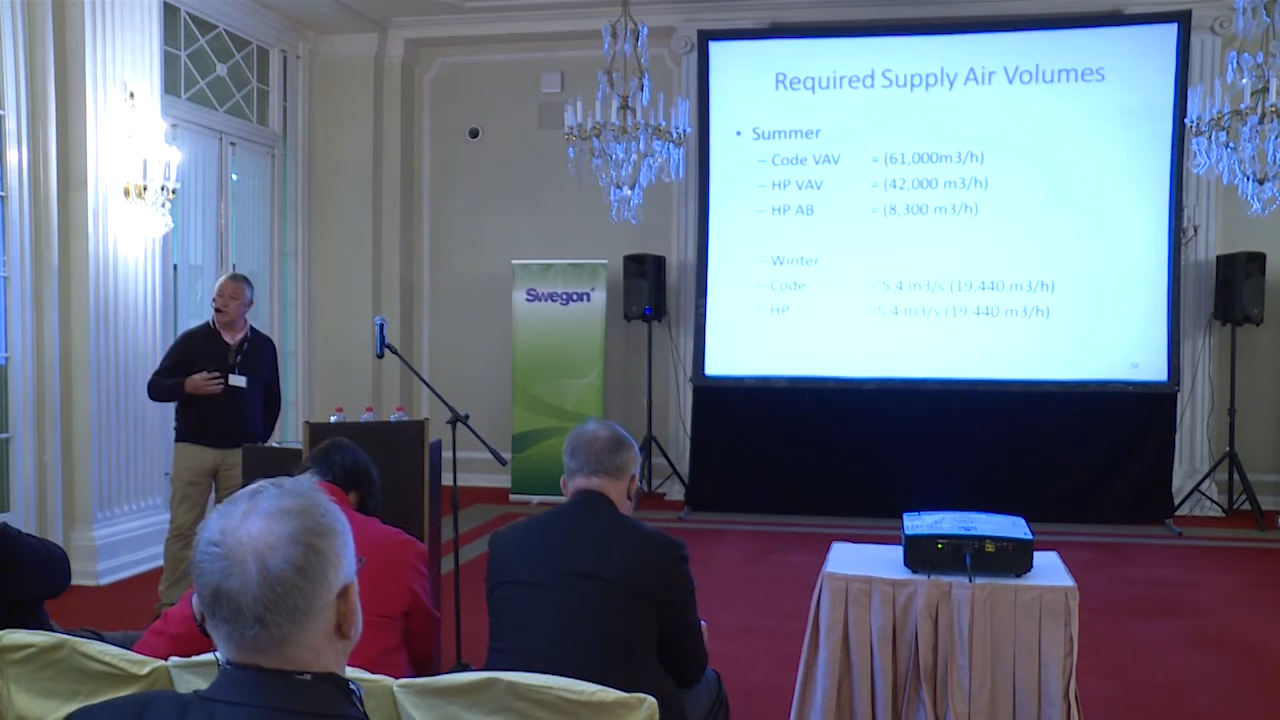 Required Supply Air Volumes
• Summer
– Code VAV = (61,000m3/h)
– HP VAV = (42,000 m3/h)
– HP AB = (8,300 m3/h)
– Winter
– Code = 5.4 m3/s (19,440 m3/h)
– HP =5.4 m3/s (19,440 m3/h)
Swegon